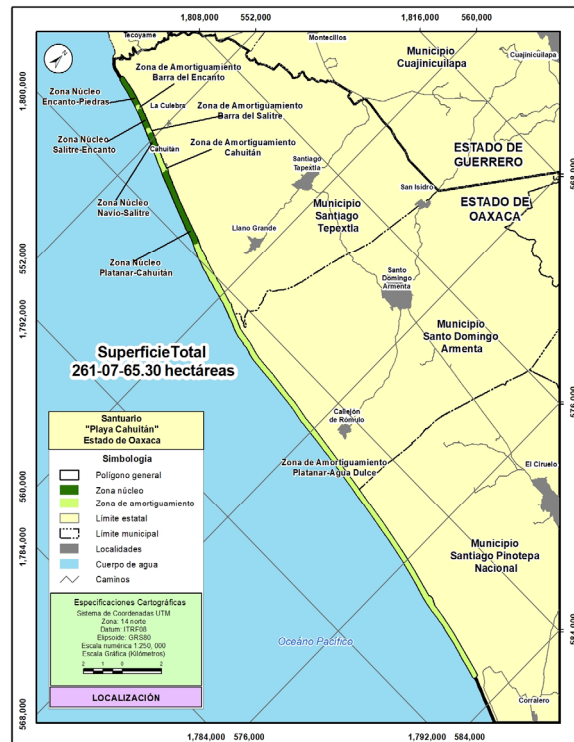 1,808,000
552,000
1,816,000
560,000
Tecoyame
Montecillos
Municipio
Cuajinicuilapa
Cuajinicuilapa
Zona de Amortiguamiento
Barra del Encanto
Zona Núcleo
Encanto-Piedras
La Culebra
Zona de Amortiguamiento
Barra del Salitre
Zona Núcleo
Salitre-Encanto
Cahuitán
Zona de Amortiguamiento
Cahuitán
ESTADO DE
GUERRERO
Santiago
Tapextla
San Isidro
ESTADO DE
OAXACA
Zona Núcleo
Navío-Salitre
Municipio
Santiago
Tepextla
Llano Grande
Zona Núcleo
Platanar-Cahuitán
Santo
Domingo
Armenta
Municipio
Santo Domingo
Armenta
1,800,000
552,000
1,792,000
560,000
1,784,000
568,000
568,000
576,000
584,000
SuperficieTotal
261-07-65.30 hectáreas
Callejón
de Rómulo
Zona de Amortiguamiento
Platanar-Agua Dulce
El Ciruelo
Municipio
Santiago Pinotepa
Nacional
Santuario
"Playa Cahuitán"
Estado de Oaxaca
Simbología
Polígono general
Zona núcleo
Zona de amortiguamiento
Límite estatal
Límite municipal
Localidades
Cuerpo de agua
Caminos
Especificaciones Cartográficas
Sistema de Coordenadas UTM
Zona: 14 norte
Datum: ITRF08
Elipsoide: GRS80
Escala numérica 1:250, 000
Escala Gráfica (Kilómetros)
2 1 0 2
LOCALIZACIÓN
Océano Pacífico
Corralero
1,784,000
576,000
1,792,000
584,000